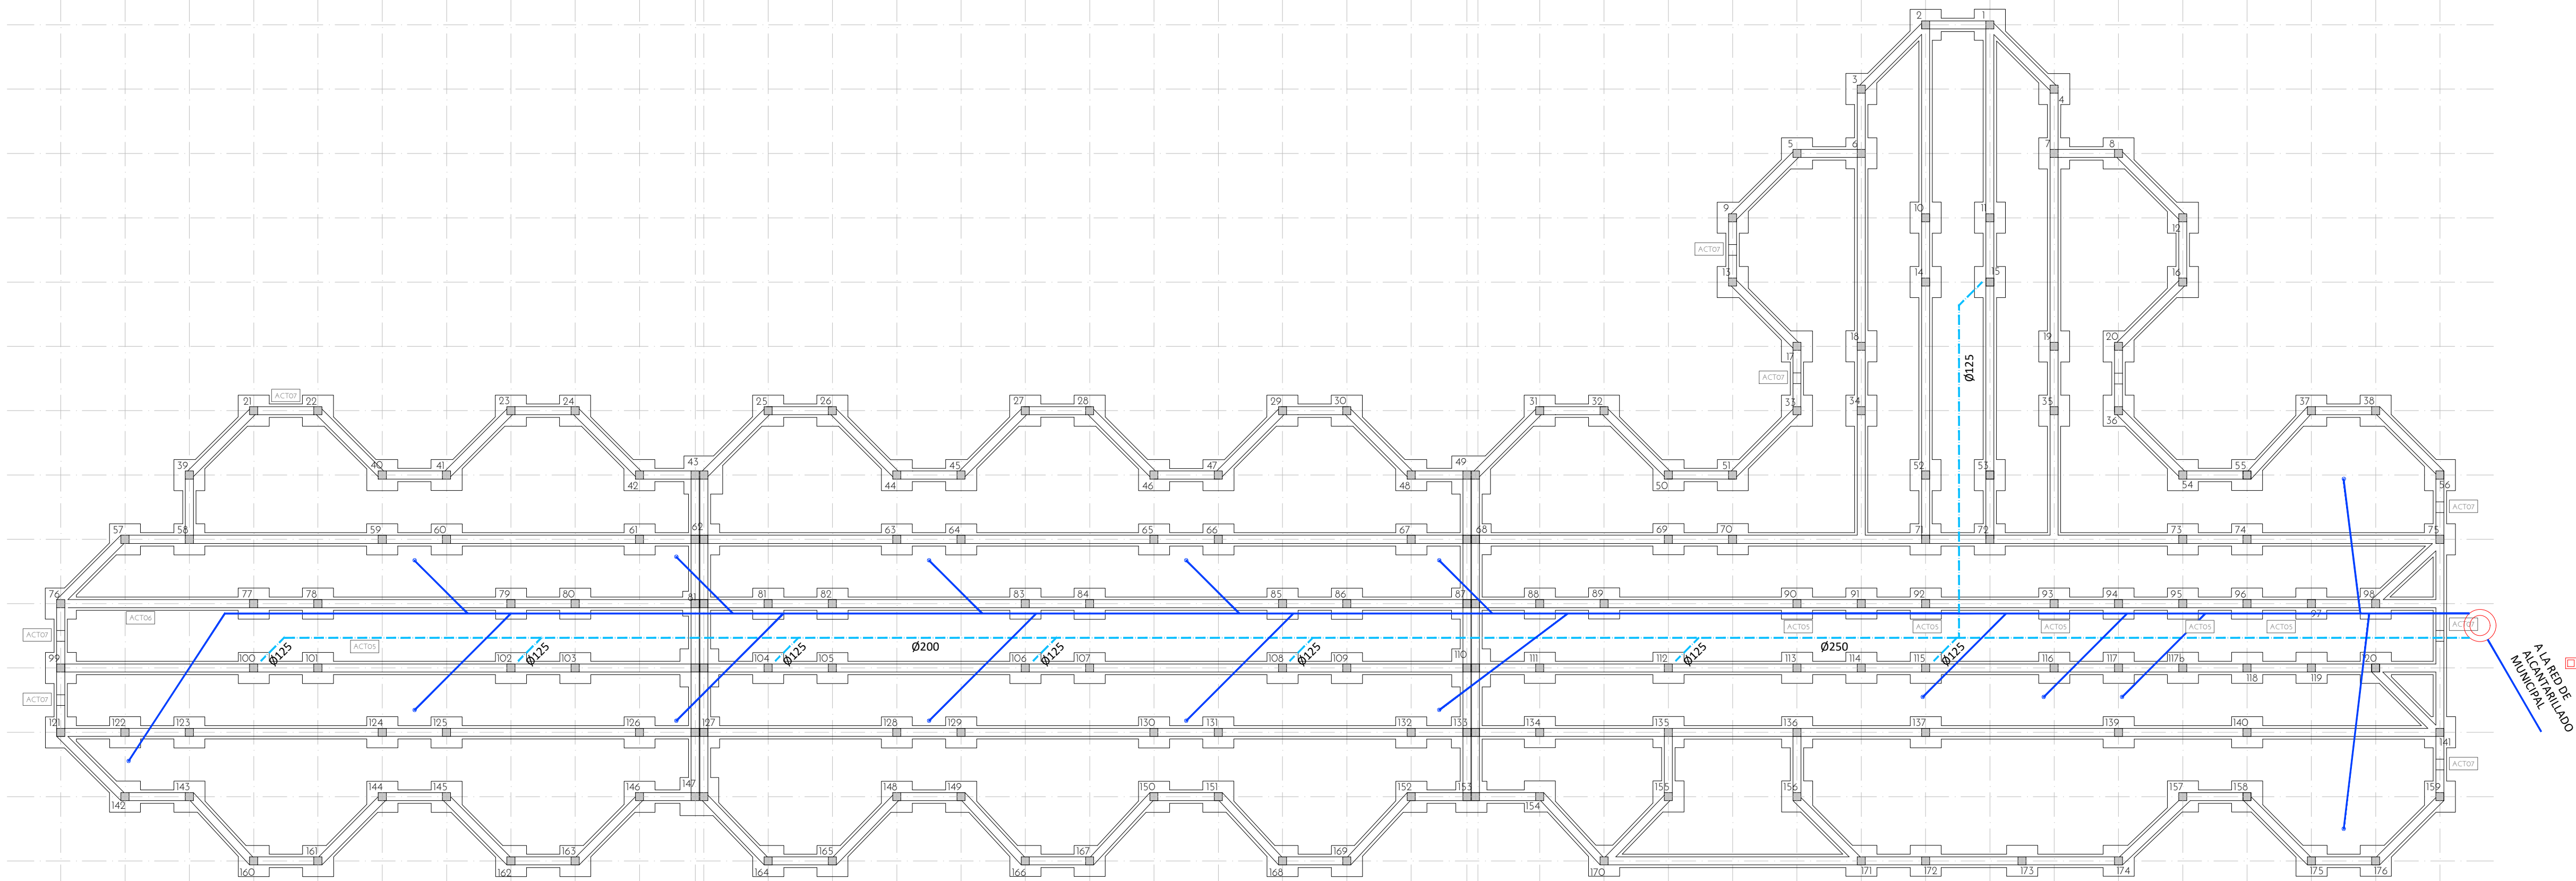 2 1
3
4
5 6 7 8
9 10 11 12
ACT07
13 14 15 16
17 18 19 20
Ø125
ACT07
ACT07
21 22 23 24 25 26 27 28 29 30 31 32 33 34 35 36 37 38
39 40 41 42 43 44 45 46 47 48 49 50 51 52 53 54 55 56
ACT07
57 58 59 60 61 62 63 64 65 66 67 68 69 70 71 72 73 74 75
76 77 78 79 80 81 81 82 83 84 85 86 87 88 89 90 91 92 93 94 95 96 97 98
ACT06
ACT05 ACT05 ACT05 ACT05 ACT05 ACT07
ACT07
ACT05
Ø200 Ø250
Ø125 Ø125 Ø125 Ø125 Ø125 Ø125 Ø125
99 100 101 102 103 104 105 106 107 108 109 110 111 112 113 114 115 116 117 117b 118 119 120
A LA RED DE
ALCANTARILLADO
MUNICIPAL
ACT07
121 122 123 124 125 126 127 128 129 130 131 132 133 134 135 136 137 139 140 141
ACT07
142 143 144 145 146 147 148 149 150 151 152 153 154 155 156 157 158 159
160 161 162 163 164 165 166 167 168 169 170 171 172 173 174 175 176